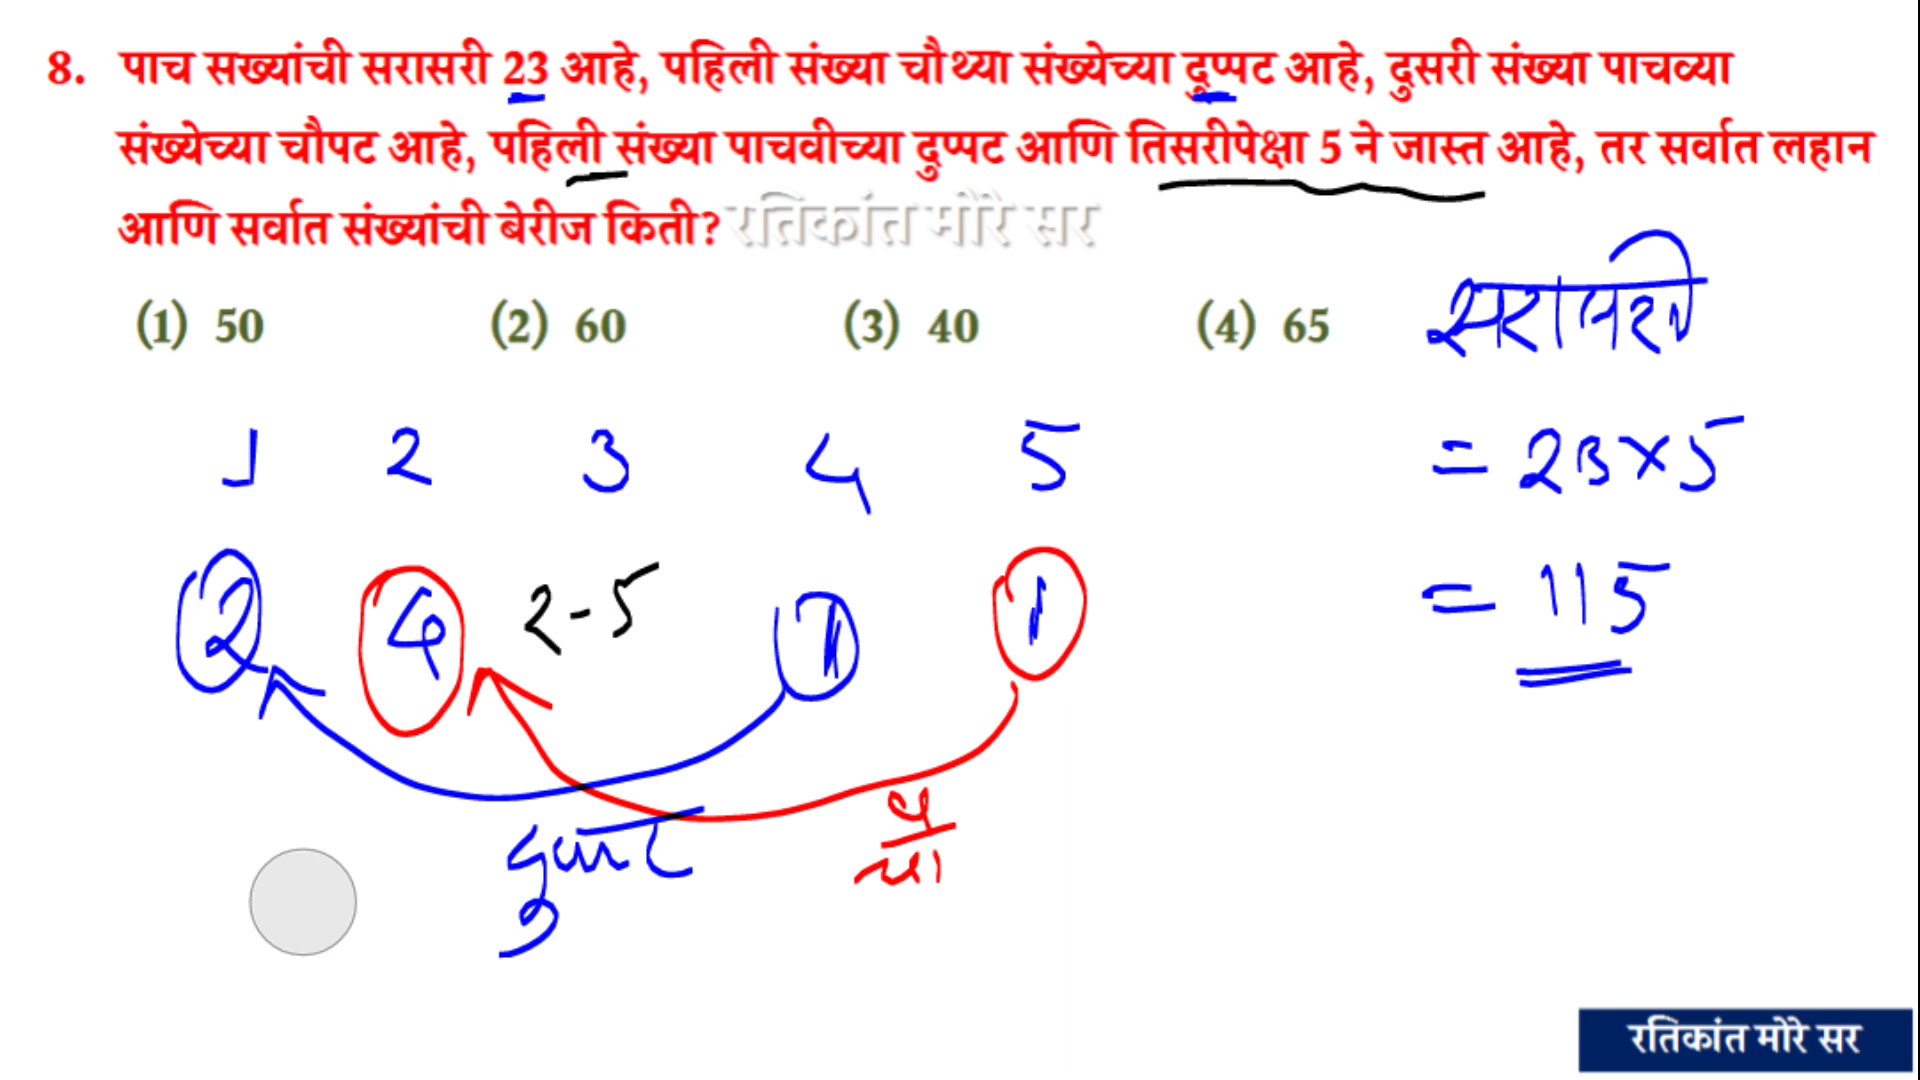 8. पाच सख्यांची सरासरी 23 आहे, पहिली संख्या चौथ्या संख्येच्या दुप्पट आहे, दुसरी संख्या पाचव्या
संख्येच्या चौपट आहे, पहिली संख्या पाचवीच्या दुप्पट आणि तिसरीपेक्षा 5 ने जास्त आहे, तर सर्वात लहान
आणि सर्वात संख्यांची बेरीज किती? रतिकांत मोरे सर
(1) 50 (2) 60 (3) 40 (4) 65
सरासरी
1 2 3 4 5
= 23×5
2 4 2-5 1 1
= 115
दुप्पट
रतिकांत मोरे सर